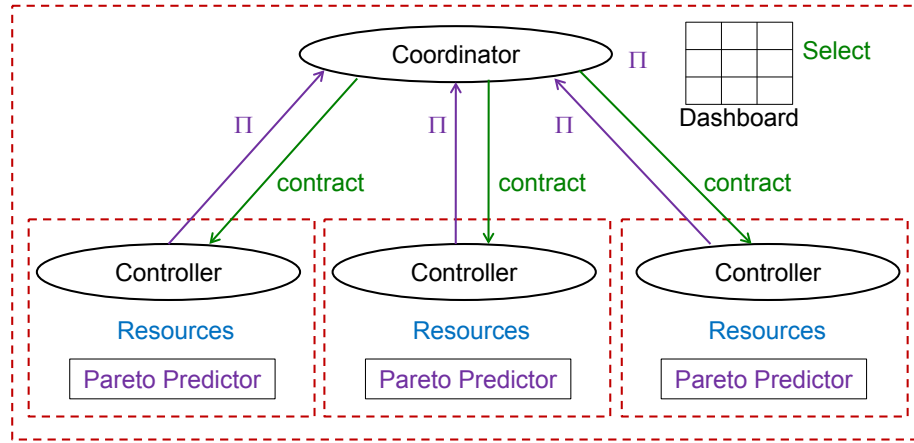 Coordinator
Π
Select
Dashboard
Π
Π
Π
contract
contract
contract
Controller
Controller
Controller
Resources
Resources
Resources
Pareto Predictor
Pareto Predictor
Pareto Predictor